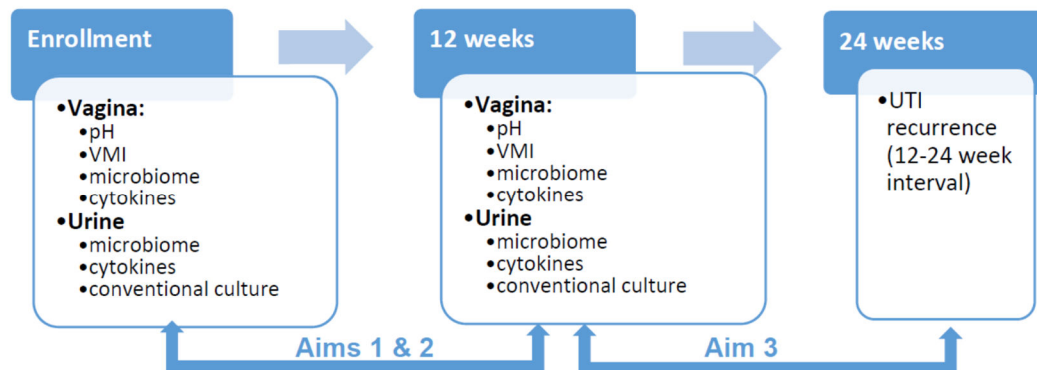 Enrollment
•Vagina:
•pH
•VMI
•microbiome
•cytokines
•Urine
•microbiome
•cytokines
•conventional culture
12 weeks
•Vagina:
•pH
•VMI
•microbiome
•cytokines
•Urine
•microbiome
•cytokines
•conventional culture
24 weeks
•UTI
recurrence
(12-24 week
interval)
Aims 1 & 2
Aim 3